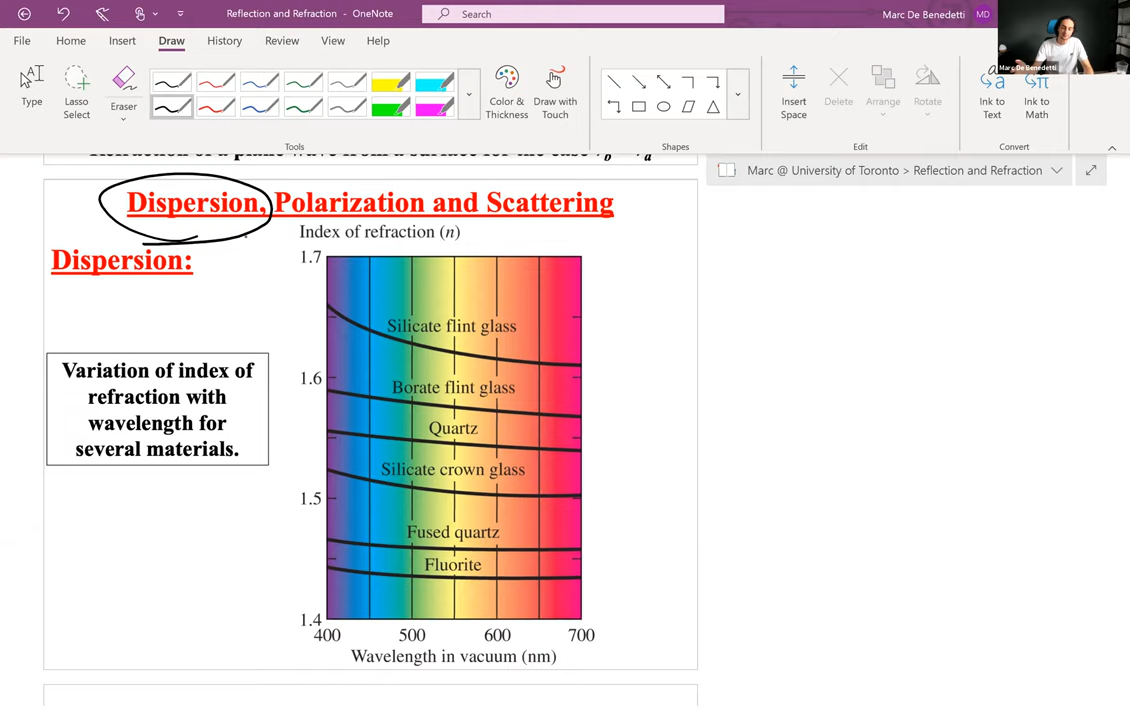 Reflection and Refraction - OneNote
Search
Marc De Benedetti
MD
File
Home
Insert
Draw
History
Review
View
Help
Type
Lasso
Select
Eraser
Color &
Thickness
Draw with
Touch
Insert
Space
Delete
Arrange
Rotate
Ink to
Text
Ink to
Math
Tools
Shapes
Edit
Convert
Marc De Benedetti
Marc @ University of Toronto > Reflection and Refraction
Dispersion, Polarization and Scattering
Index of refraction (n)
Dispersion:
1.7
Silicate flint glass
Variation of index of
refraction with
wavelength for
several materials.
1.6
Borate flint glass
Quartz
Silicate crown glass
1.5
Fused quartz
Fluorite
1.4
400
500
600
700
Wavelength in vacuum (nm)